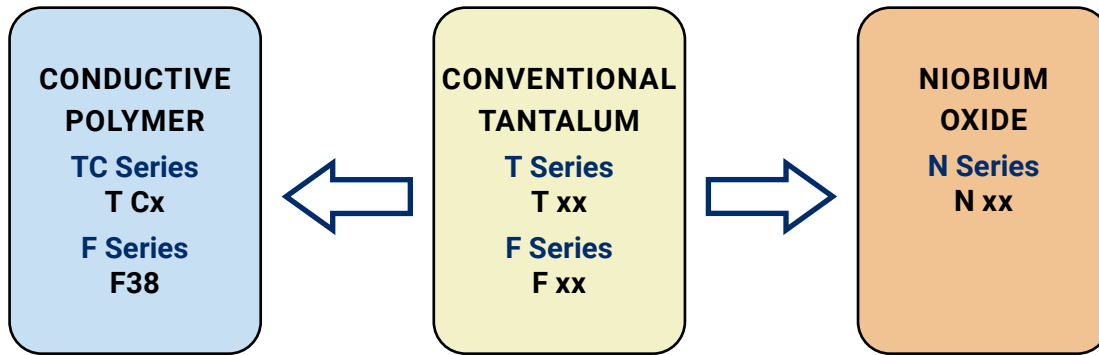 CONDUCTIVE
POLYMER
TC Series
T Cx
F Series
F38
CONVENTIONAL
TANTALUM
T Series
T xx
F Series
F xx
NIOBIUM
OXIDE
N Series
N xx